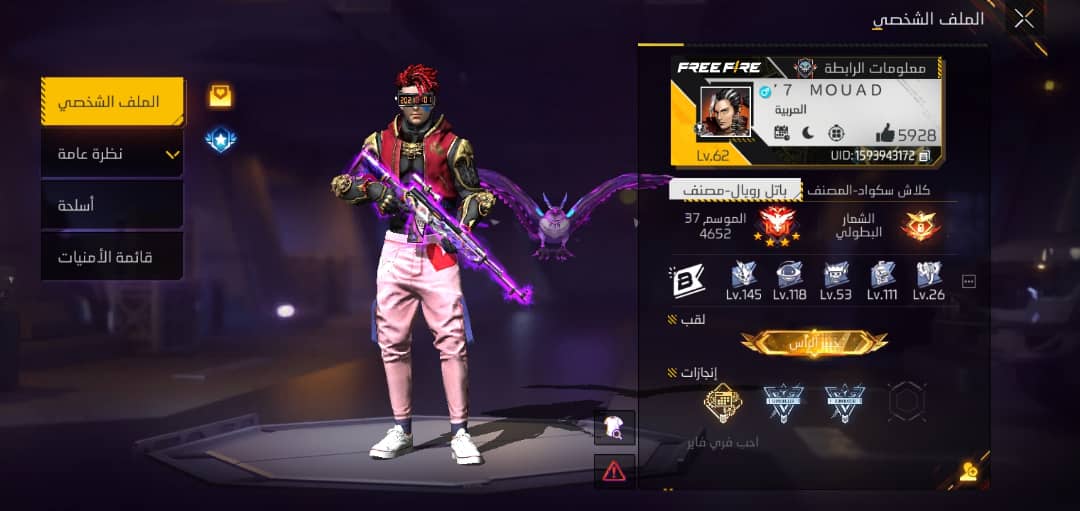 الملف الشخصي
الملف الشخصي
نظرة عامة
أسلحة
قائمة الأمنيات
FREE FIRE
معلومات الرابطة
'7 MOUAD
العربية
5928
Lv.62
UID:1593943172
باتل رويال-مصنف
كلاش سكواد-المصنف
الموسم 37
4652
الشعار
البطولي
B
Lv.145 Lv.118 Lv.53 Lv.111 Lv.26
لقب
إنجازات
احب فري فاير